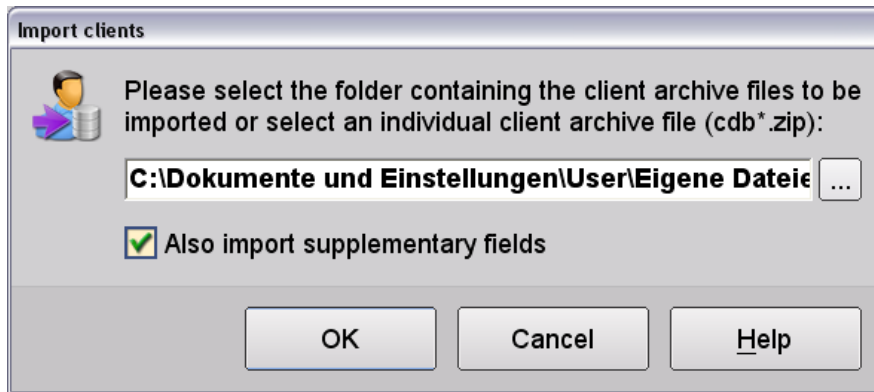 Import clients
Please select the folder containing the client archive files to be
imported or select an individual client archive file (cdb*.zip):
C:\Dokumente und Einstellungen\User\Eigene Dateie
...
Also import supplementary fields
OK
Cancel
Help